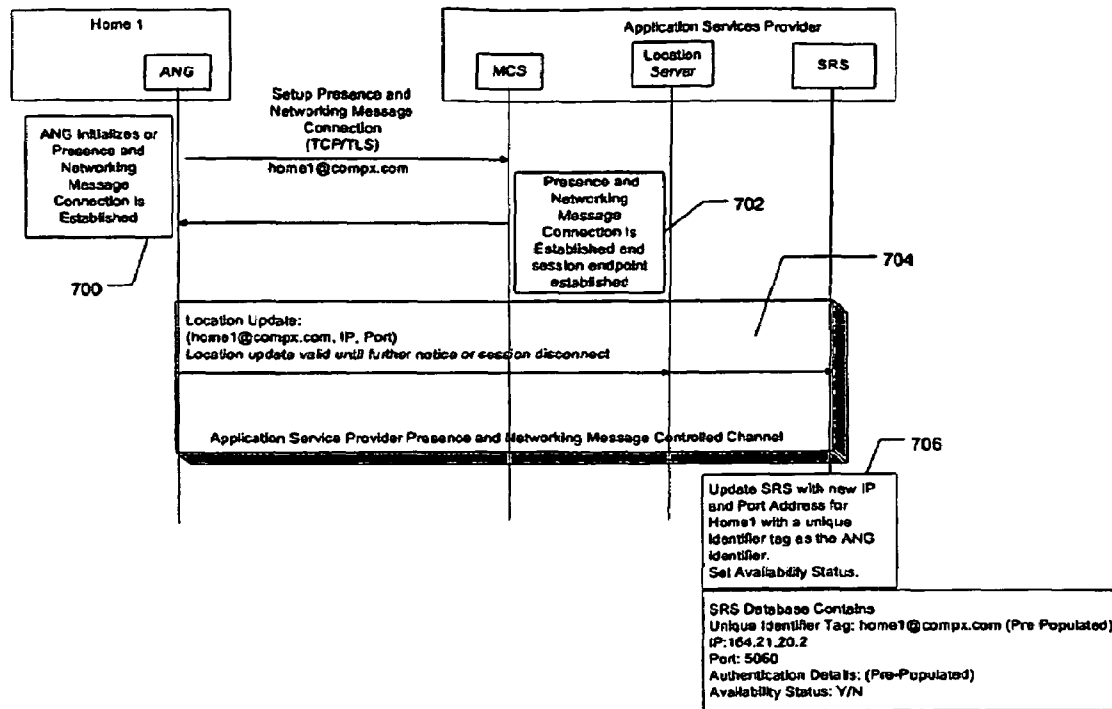 Home 1
Application Services Provider
ANG
MCS
Location
Server
SRS
Setup Presence and
Networking Message
Connection
(TCP/TLS)
home1@compx.com
ANG Initializes or
Presence and
Networking
Message
Connection is
Established
700
Presence and
Networking
Message
Connection is
Established and
session endpoint
established
702
704
Location Update:
(home1@compx.com, IP, Port)
Location update valid until further notice or session disconnect
Application Service Provider Presence and Networking Message Controlled Channel
706
Update SRS with new IP
and Port Address for
Home1 with a unique
identifier tag as the ANG
identifier.
Set Availability Status.
SRS Database Contains
Unique Identifier Tag: home1@compx.com (Pre Populated)
IP:164.21.20.2
Port: 5060
Authentication Details: (Pre-Populated)
Availability Status: Y/N